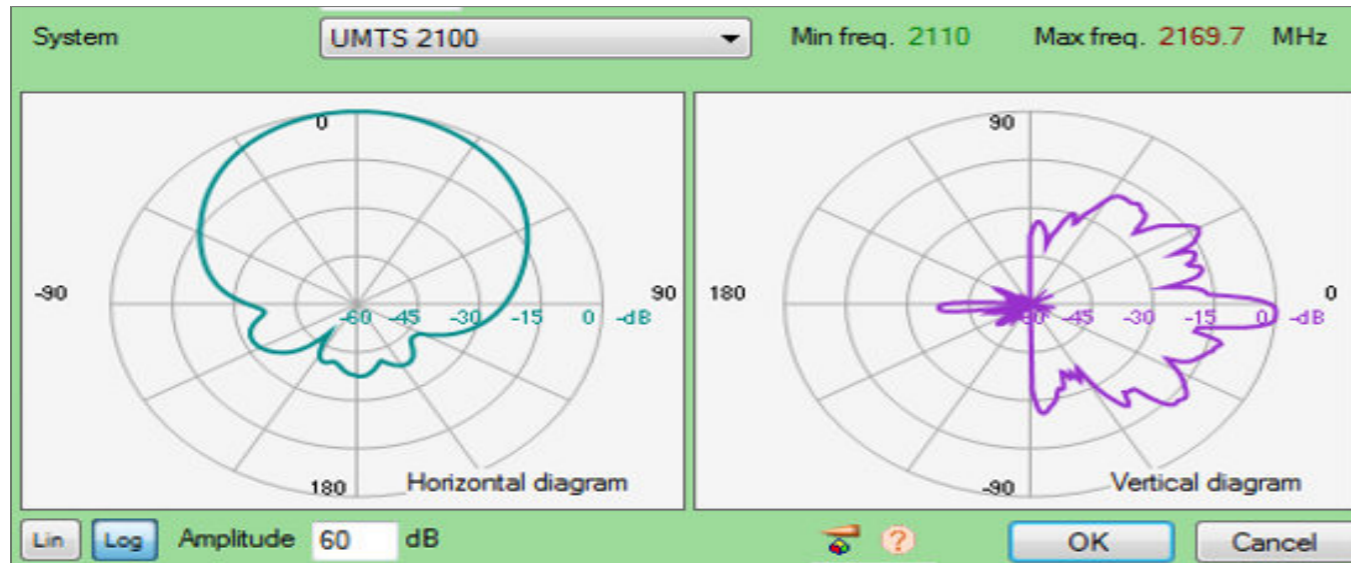 System UMTS 2100 Min freq. 2110 Max freq. 2169.7 MHz
0
-90 90
-60 -45 -30 -15 0 -dB
180 Horizontal diagram
90
180 0
-45 -30 -15 0 -dB
-90 Vertical diagram
Lin Log Amplitude 60 dB ? OK Cancel